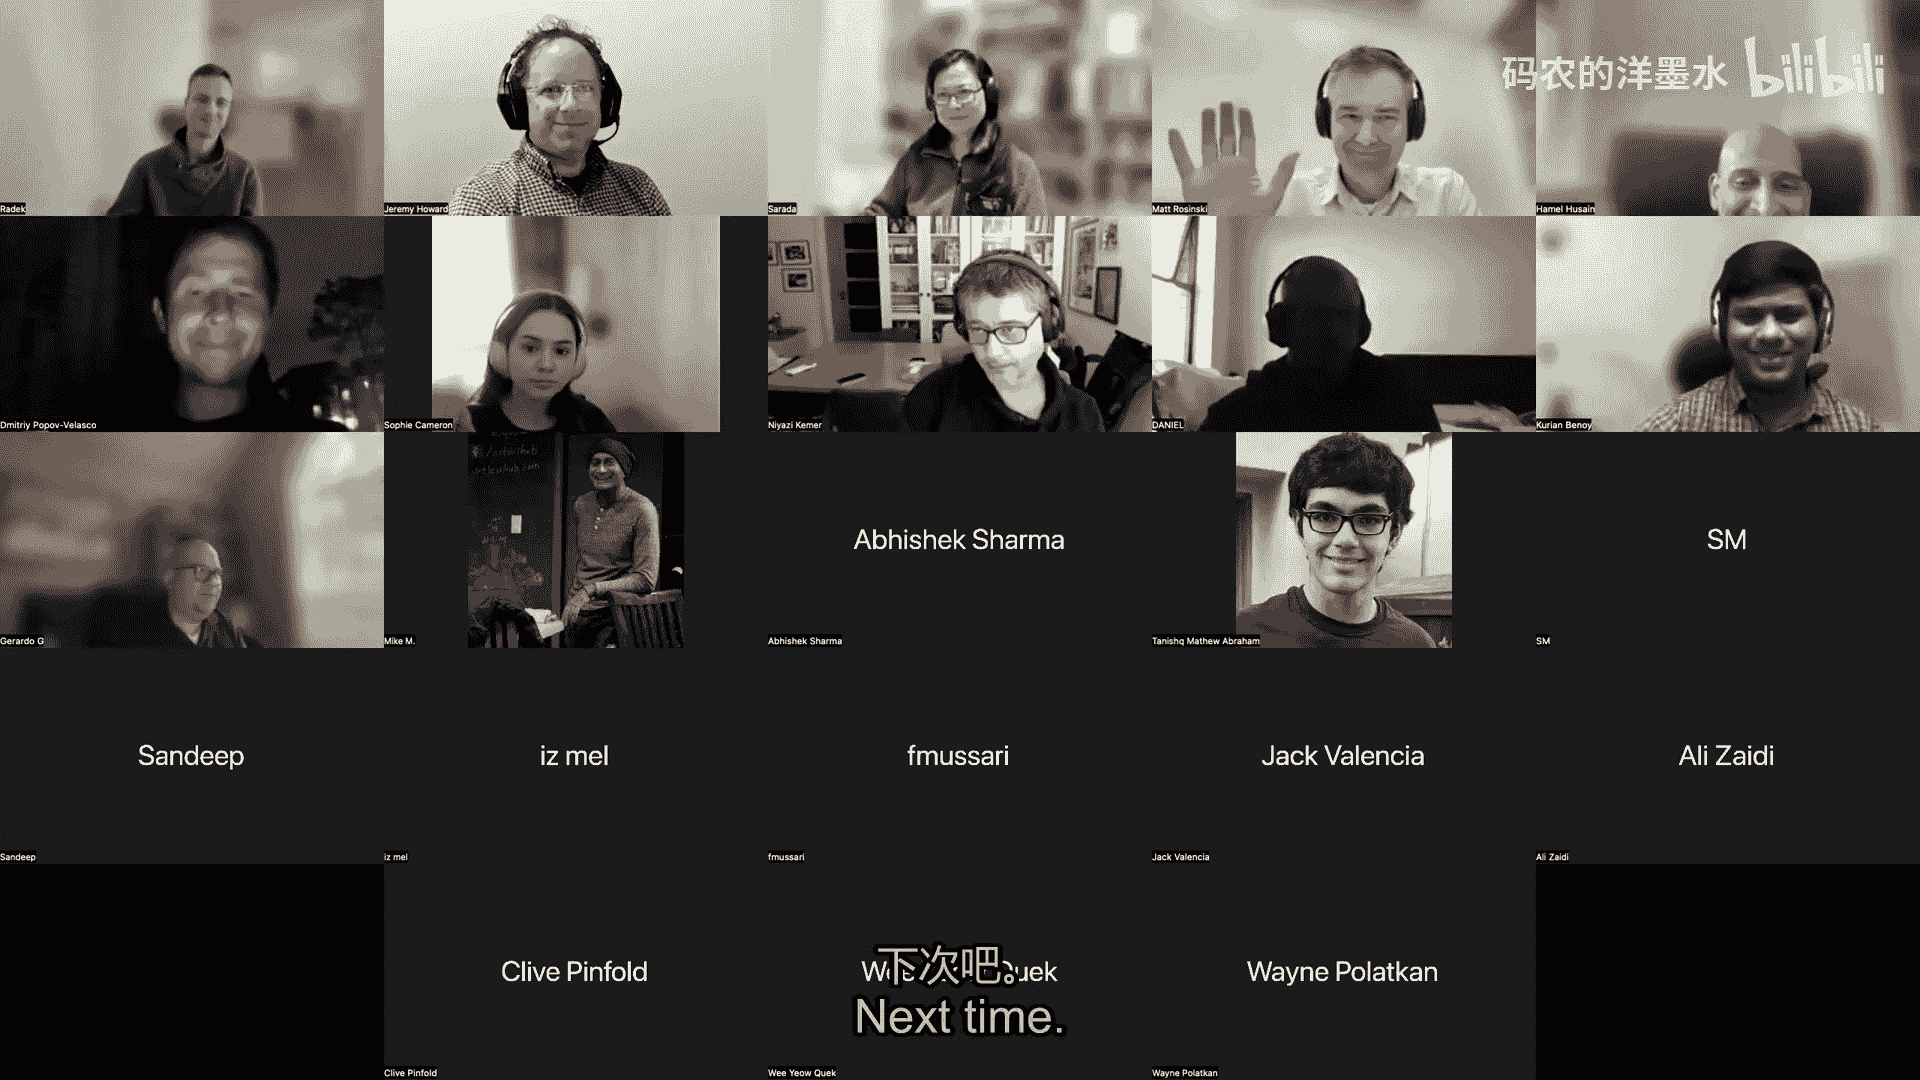 码农的洋墨水 bilibili
Radek
Jeremy Howard
Sarada
Matt Rosinski
Hamel Husain
Dmitriy Popov-Velasco
Sophie Cameron
Niyazi Kemer
DANIEL
Kurian Benoy
Abhishek Sharma
SM
Gerardo G
Mike M.
Abhishek Sharma
Tanishq Mathew Abraham
SM
Sandeep
iz mel
fmussari
Jack Valencia
Ali Zaidi
Sandeep
iz mel
fmussari
Jack Valencia
Ali Zaidi
Clive Pinfold
Wayne Polatkan
下次吧。
Next time.
Clive Pinfold
Wee Yeow Quek
Wayne Polatkan